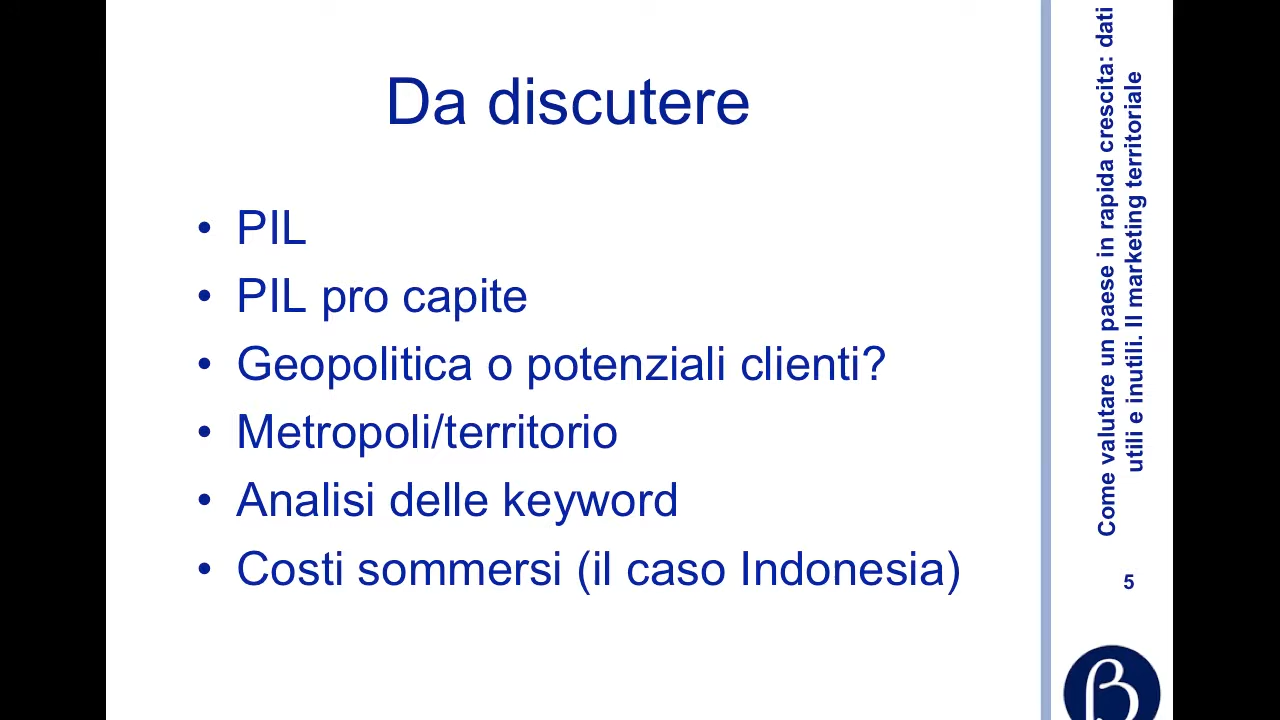 Da discutere
• PIL
• PIL pro capite
• Geopolitica o potenziali clienti?
• Metropoli/territorio
• Analisi delle keyword
• Costi sommersi (il caso Indonesia)
Come valutare un paese in rapida crescita: dati
utili e inutili. Il marketing territoriale
5
β